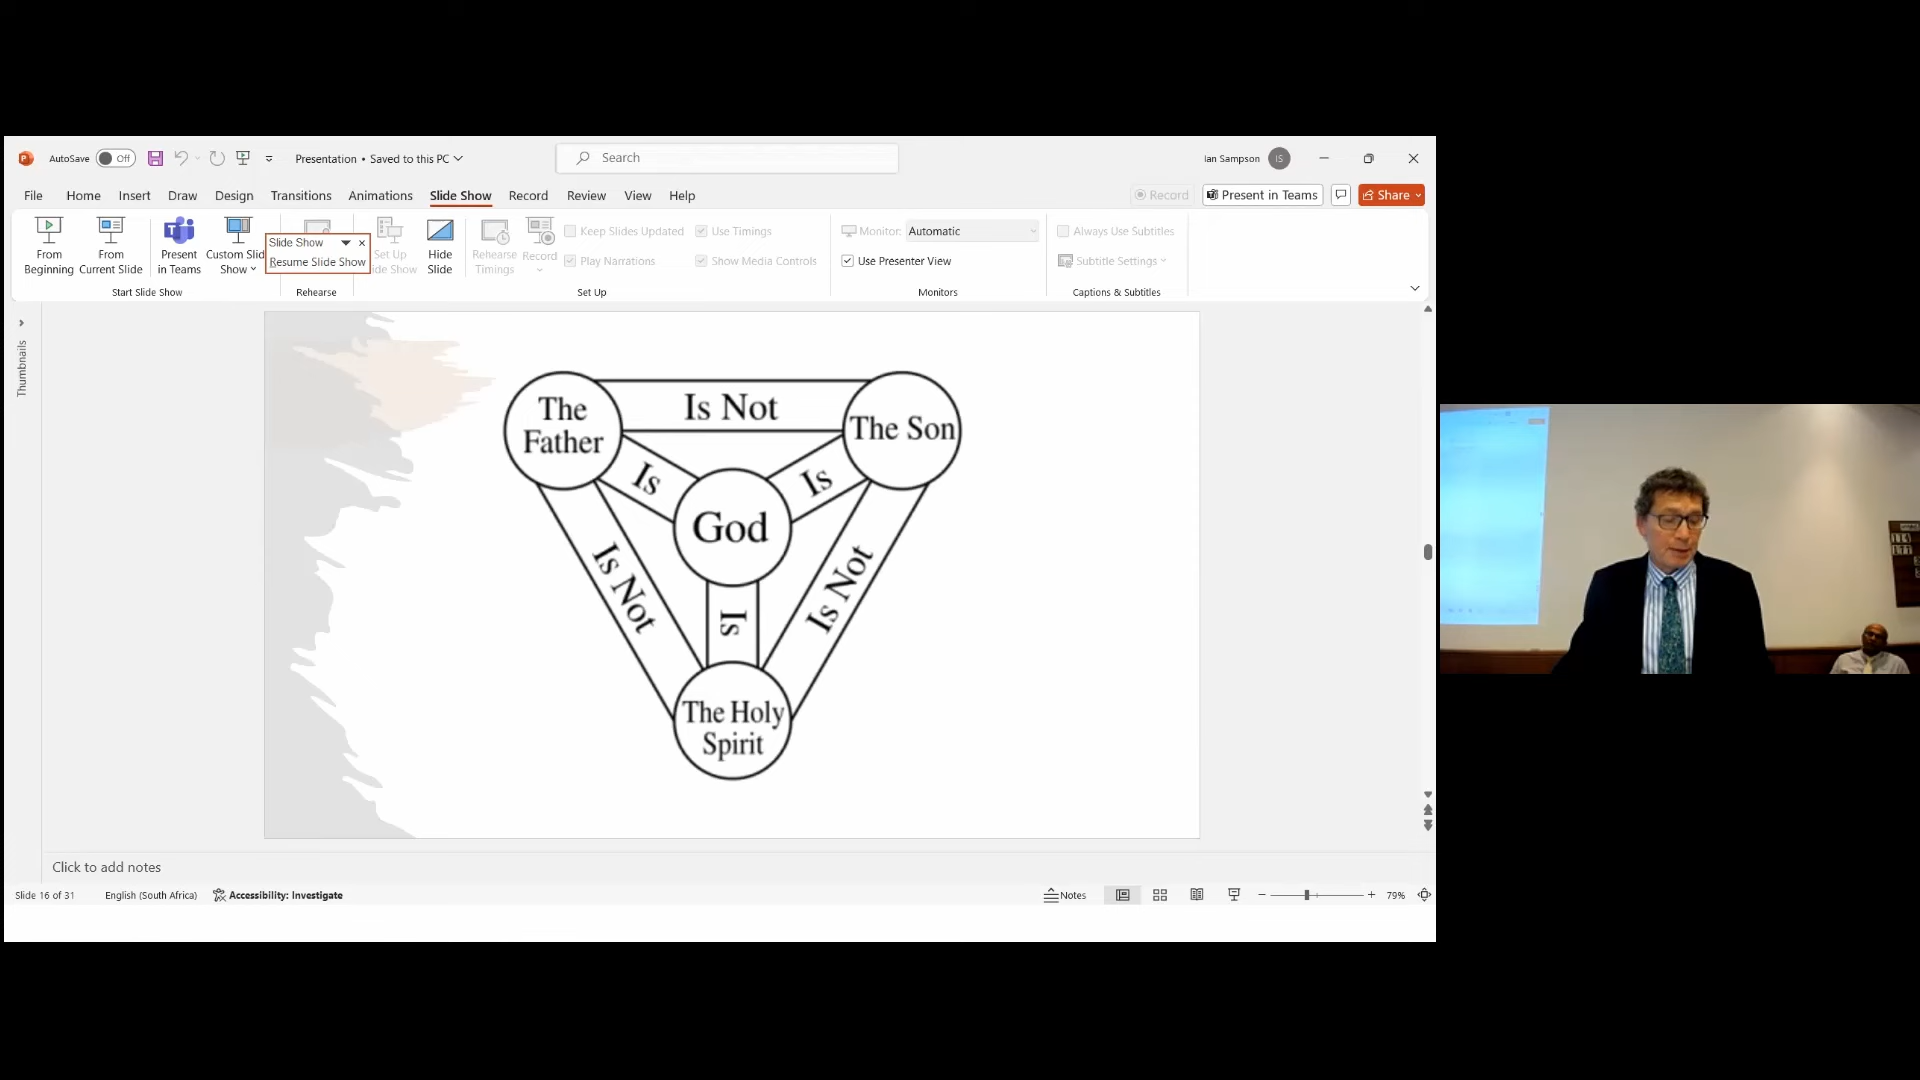 AutoSave Off
Presentation • Saved to this PC
Search
Ian Sampson IS
File Home Insert Draw Design Transitions Animations Slide Show Record Review View Help
Record Present in Teams Share
From Beginning
From Current Slide
Present in Teams
Custom Slid Show
Slide Show
Resume Slide Show
Set Up
ide Show
Hide Slide
Rehearse Timings
Record
Keep Slides Updated
Play Narrations
Use Timings
Show Media Controls
Monitor: Automatic
Use Presenter View
Always Use Subtitles
Subtitle Settings
Start Slide Show
Rehearse
Set Up
Monitors
Captions & Subtitles
Thumbnails
The
Father
Is Not
The Son
Is
Is
God
Is Not
Is
Is Not
The Holy
Spirit
Click to add notes
Slide 16 of 31 English (South Africa) Accessibility: Investigate
Notes 79%